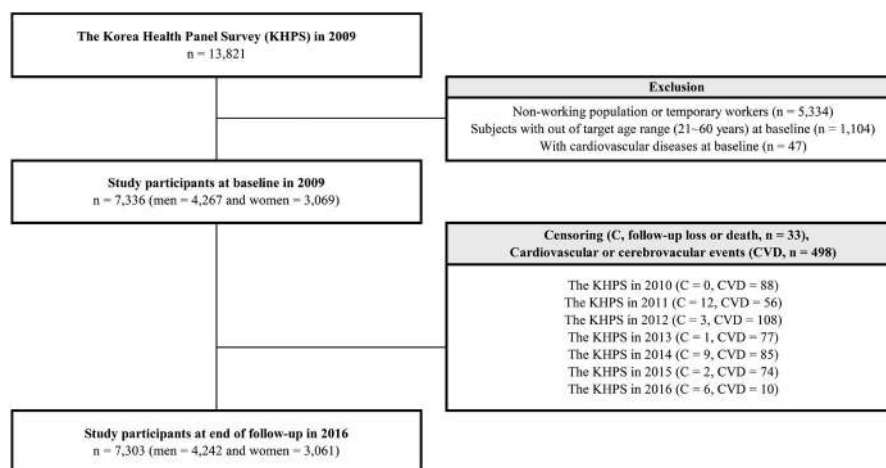 The Korea Health Panel Survey (KHPS) in 2009
n = 13,821
Exclusion
Non-working population or temporary workers (n = 5,334)
Subjects with out of target age range (21~60 years) at baseline (n = 1,104)
With cardiovascular diseases at baseline (n = 47)
Study participants at baseline in 2009
n = 7,336 (men = 4,267 and women = 3,069)
Censoring (C, follow-up loss or death, n = 33),
Cardiovascular or cerebrovacular events (CVD, n = 498)
The KHPS in 2010 (C = 0, CVD = 88)
The KHPS in 2011 (C = 12, CVD = 56)
The KHPS in 2012 (C = 3, CVD = 108)
The KHPS in 2013 (C = 1, CVD = 77)
The KHPS in 2014 (C = 9, CVD = 85)
The KHPS in 2015 (C = 2, CVD = 74)
The KHPS in 2016 (C = 6, CVD = 10)
Study participants at end of follow-up in 2016
n = 7,303 (men = 4,242 and women = 3,061)